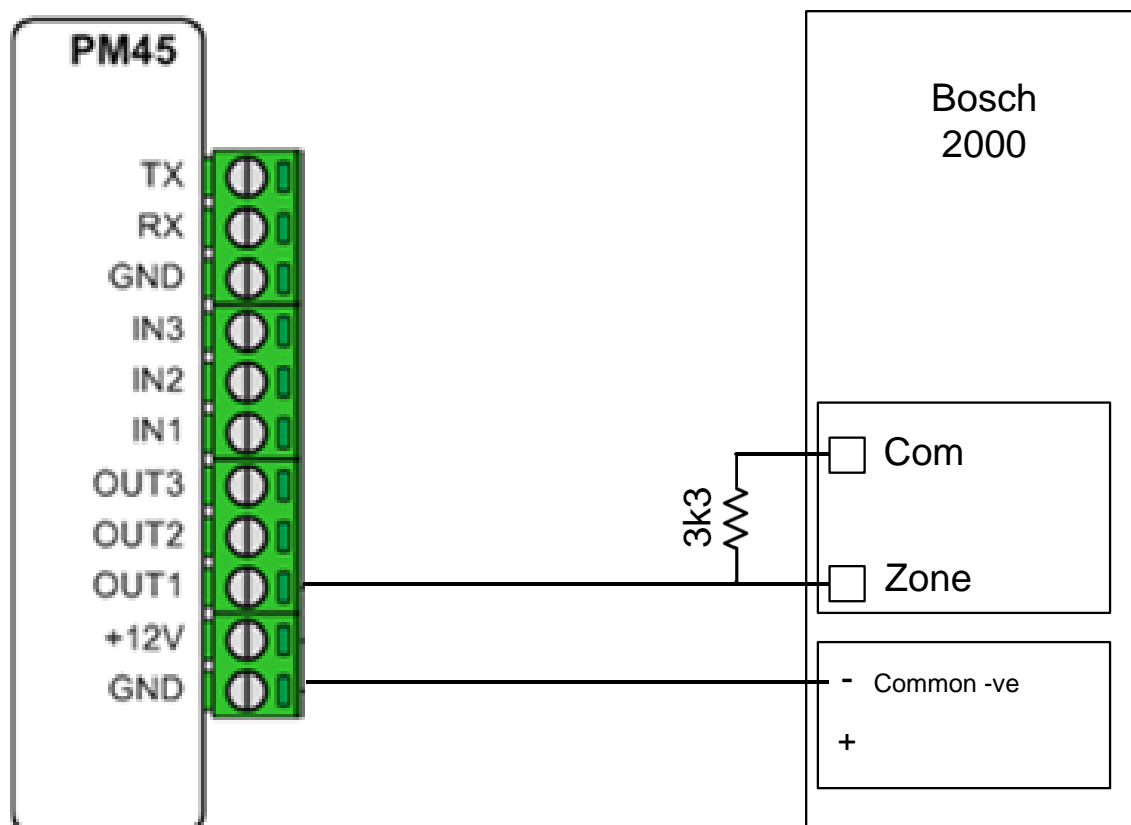 PM45
TX
RX
GND
IN3
IN2
IN1
OUT3
OUT2
OUT1
+12V
GND
3k3
Bosch
2000
Com
Zone
- Common -ve
+